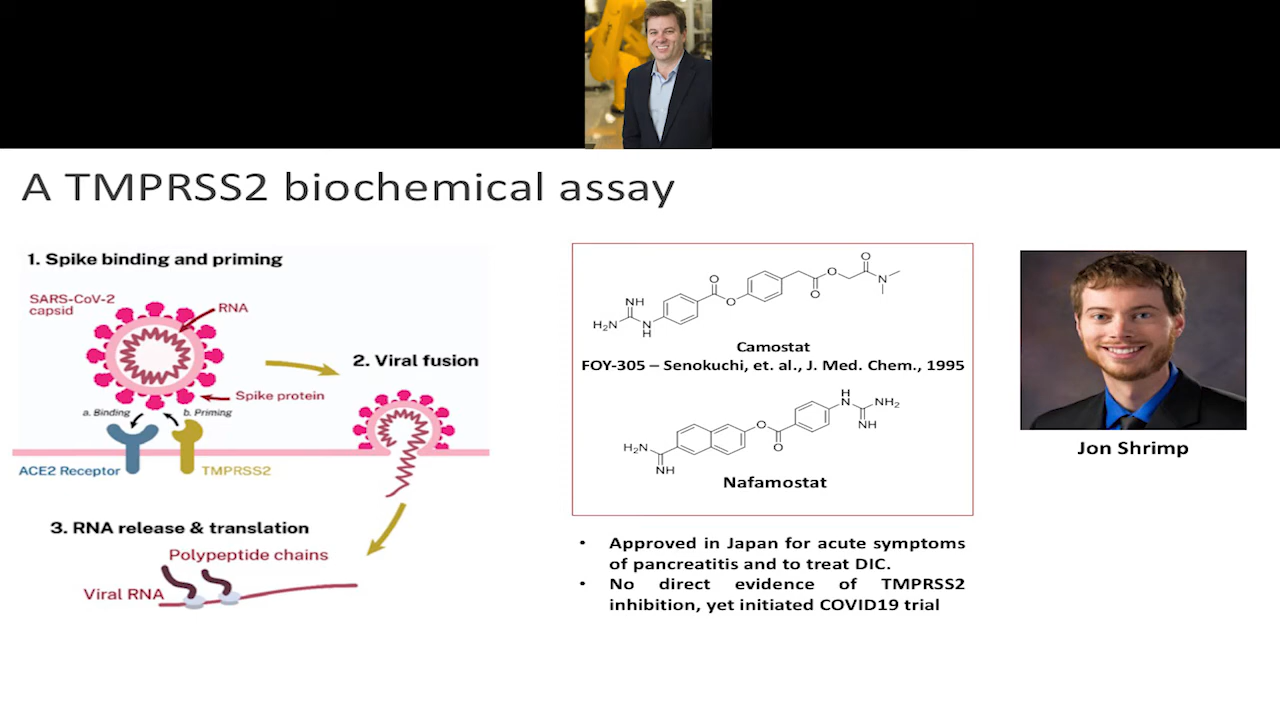 A TMPRSS2 biochemical assay
1. Spike binding and priming
SARS-CoV-2
capsid
RNA
2. Viral fusion
Spike protein
a. Binding
b. Priming
ACE2 Receptor
TMPRSS2
3. RNA release & translation
Polypeptide chains
Viral RNA
O
O
O
N
NH
O
O
H₂N
N
H
Camostat
FOY-305 – Senokuchi, et. al., J. Med. Chem., 1995
H
N
NH₂
O
NH
H₂N
O
NH
Nafamostat
• Approved in Japan for acute symptoms
of pancreatitis and to treat DIC.
• No direct evidence of TMPRSS2
inhibition, yet initiated COVID19 trial
Jon Shrimp